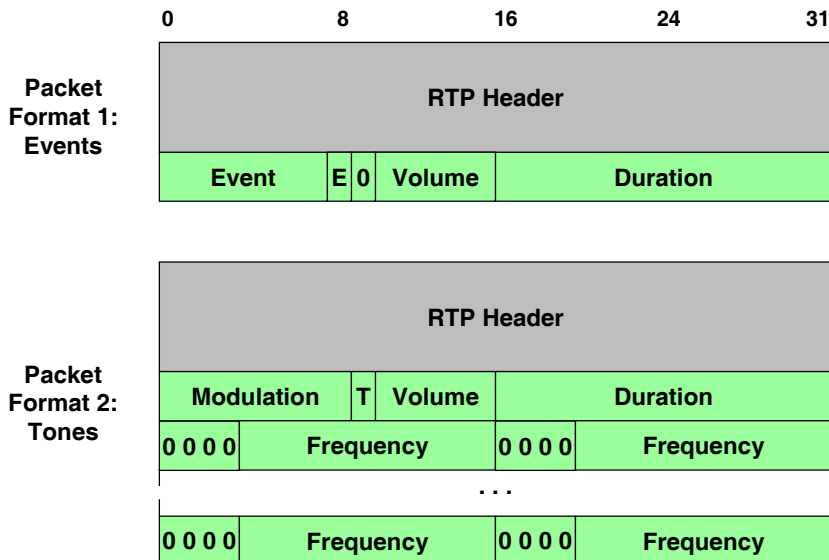 0 8 16 24 31
Packet
Format 1:
Events
RTP Header
Event E 0 Volume Duration
RTP Header
Packet
Format 2:
Tones
Modulation T Volume Duration
0 0 0 0 Frequency 0 0 0 0 Frequency
. . .
0 0 0 0 Frequency 0 0 0 0 Frequency